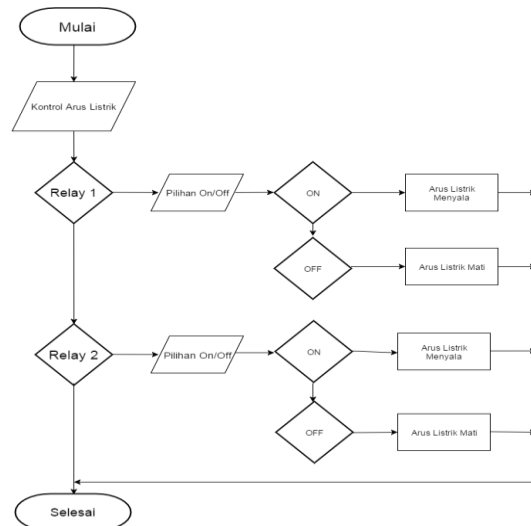 Mulai
Kontrol Arus Listrik
Relay 1
Pilihan On/Off
ON
Arus Listrik
Menyala
OFF
Arus Listrik Mati
Relay 2
Pilihan On/Off
ON
Arus Listrik
Menyala
OFF
Arus Listrik Mati
Selesai